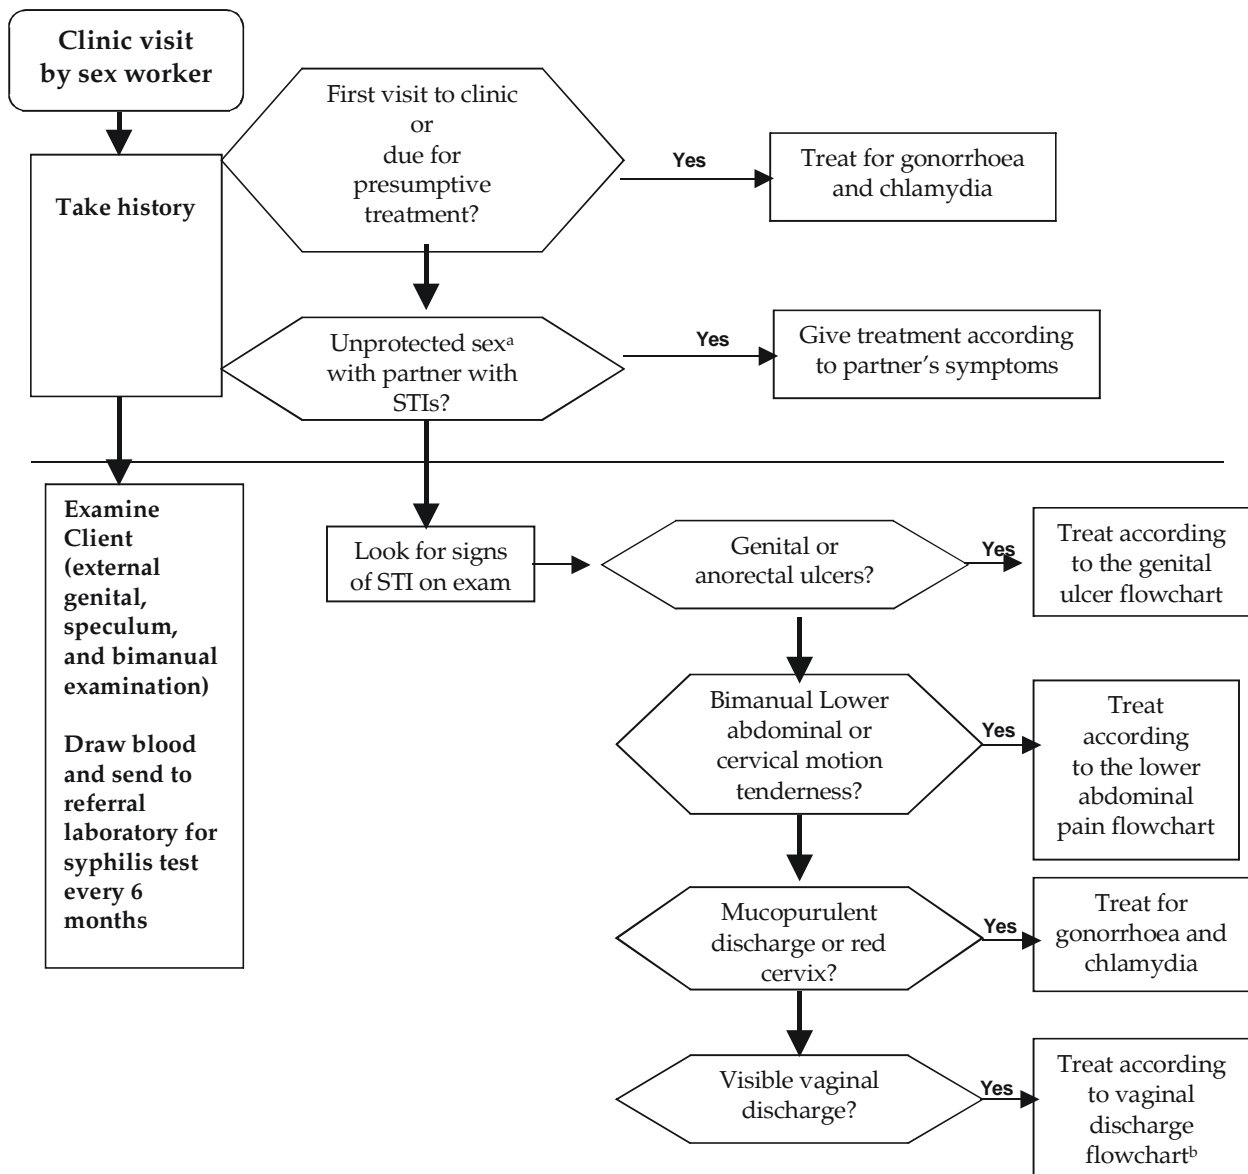 Clinic visit
by sex worker
First visit to clinic
or
due for
presumptive
treatment?
Yes
Treat for gonorrhoea
and chlamydia
Take history
Unprotected sexᵃ
with partner with
STIs?
Yes
Give treatment according
to partner’s symptoms
Examine
Client
(external
genital,
speculum,
and bimanual
examination)
Draw blood
and send to
referral
laboratory for
syphilis test
every 6
months
Look for signs
of STI on exam
Genital or
anorectal ulcers?
Yes
Treat according
to the genital
ulcer flowchart
Bimanual Lower
abdominal or
cervical motion
tenderness?
Yes
Treat
according
to the lower
abdominal
pain flowchart
Mucopurulent
discharge or red
cervix?
Yes
Treat for
gonorrhoea and
chlamydia
Visible vaginal
discharge?
Yes
Treat according
to vaginal
discharge
flowchartᵇ